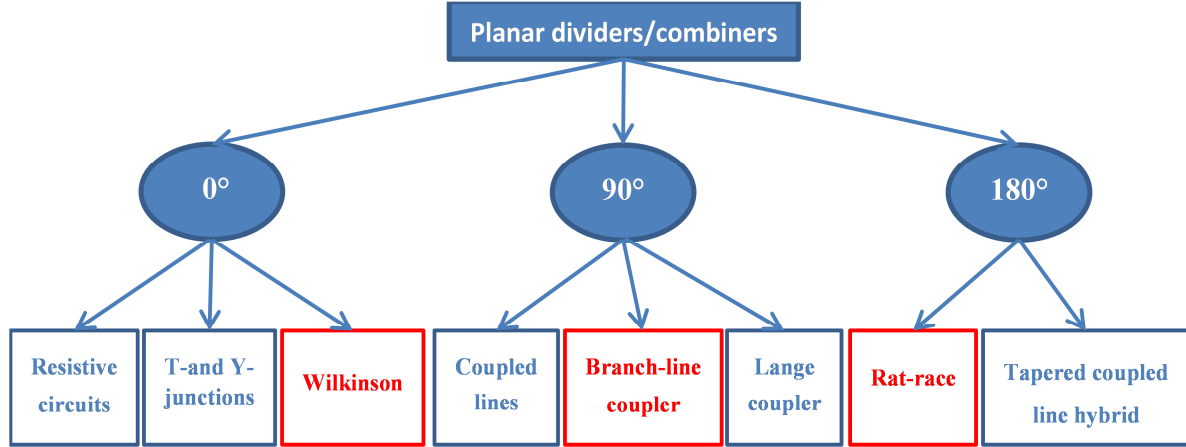 Planar dividers/combiners
0°
90°
180°
Resistive
circuits
T-and Y-
junctions
Wilkinson
Coupled
lines
Branch-line
coupler
Lange
coupler
Rat-race
Tapered coupled
line hybrid